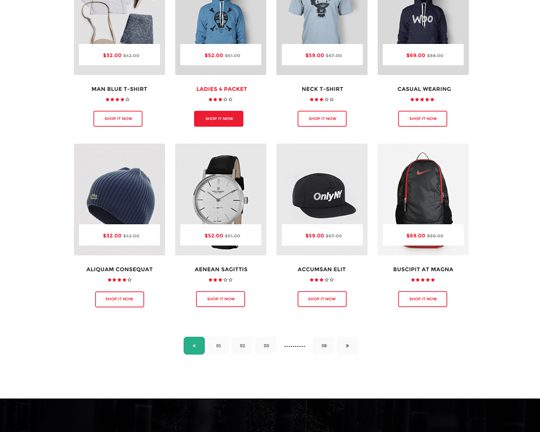 Woo
$32.00 $42.00
$52.00 $61.00
$59.00 $67.00
$69.00 $88.00
MAN BLUE T-SHIRT
LADIES 4 PACKET
NECK T-SHIRT
CASUAL WEARING
SHOP IT NOW
SHOP IT NOW
SHOP IT NOW
SHOP IT NOW
OnlyNY
$32.00 $42.00
$52.00 $61.00
$59.00 $67.00
$69.00 $88.00
ALIQUAM CONSEQUAT
AENEAN SAGITTIS
ACCUMSAN ELIT
BUSCIPIT AT MAGNA
SHOP IT NOW
SHOP IT NOW
SHOP IT NOW
SHOP IT NOW
« 01 02 03 .......... 09 »